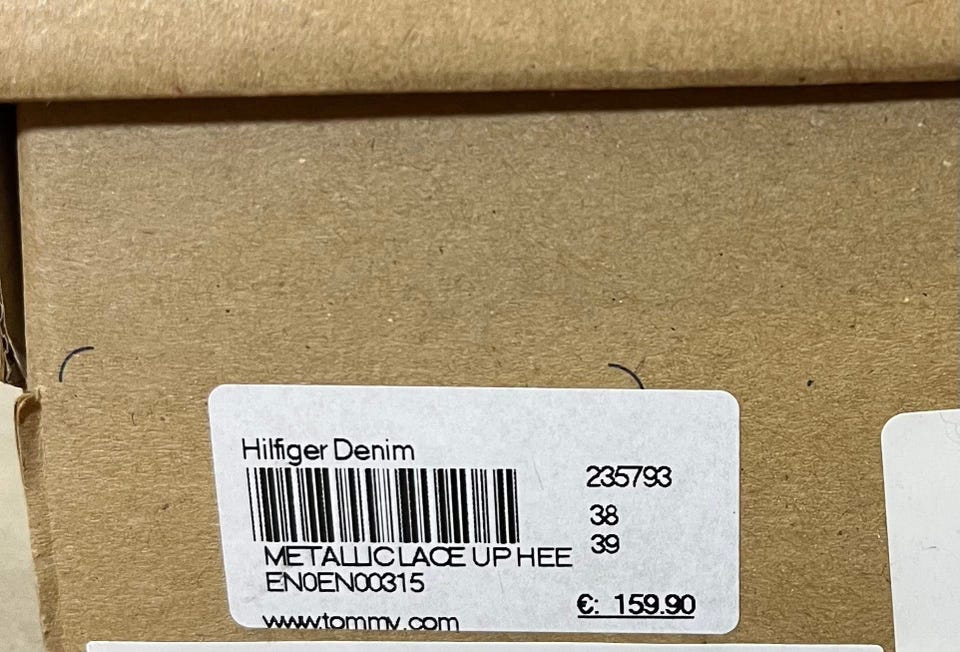 Hilfiger Denim
235793
38
METALLIC LACE UP HEE
39
EN0EN00315
€: 159.90
www.tommy.com